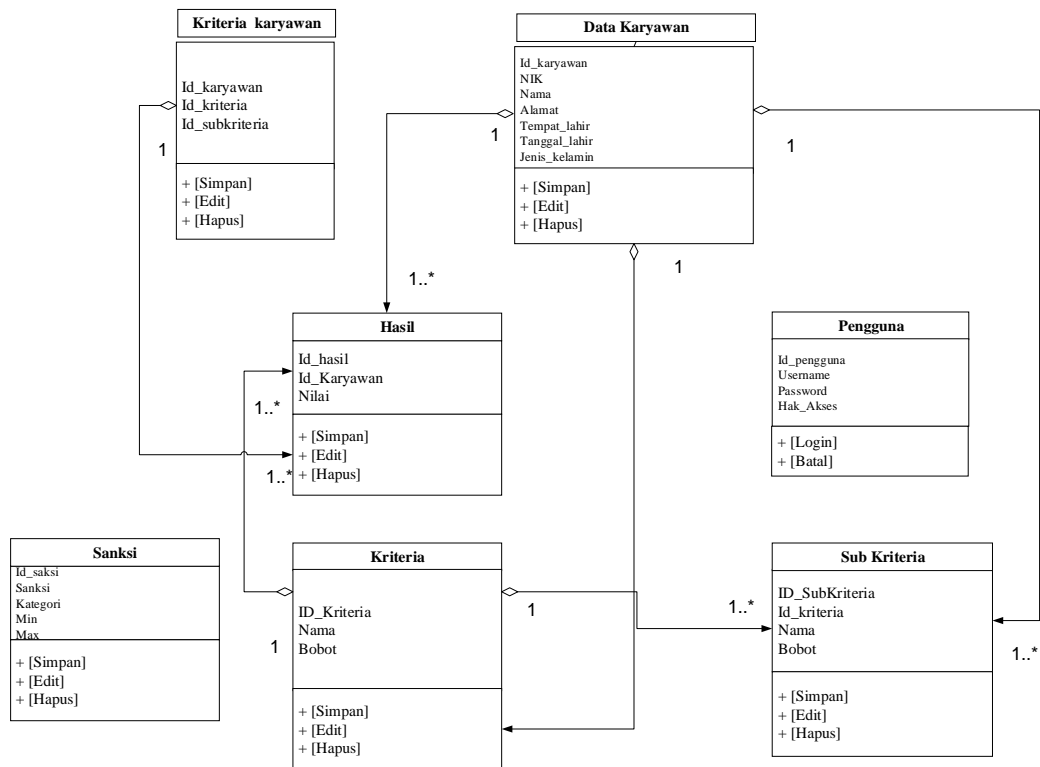 Kriteria karyawan
Id_karyawan
Id_kriteria
Id_subkriteria
+ [Simpan]
+ [Edit]
+ [Hapus]
1
Data Karyawan
Id_karyawan
NIK
Nama
Alamat
Tempat_lahir
Tanggal_lahir
Jenis_kelamin
+ [Simpan]
+ [Edit]
+ [Hapus]
1
1
1
1..*
Hasil
Id_hasil
Id_Karyawan
Nilai
+ [Simpan]
+ [Edit]
+ [Hapus]
1..*
1..*
Pengguna
Id_pengguna
Username
Password
Hak_Akses
+ [Login]
+ [Batal]
Sanksi
Id_saksi
Sanksi
Kategori
Min
Max
+ [Simpan]
+ [Edit]
+ [Hapus]
Kriteria
ID_Kriteria
Nama
Bobot
+ [Simpan]
+ [Edit]
+ [Hapus]
1
1
1..*
Sub Kriteria
ID_SubKriteria
Id_kriteria
Nama
Bobot
+ [Simpan]
+ [Edit]
+ [Hapus]
1..*